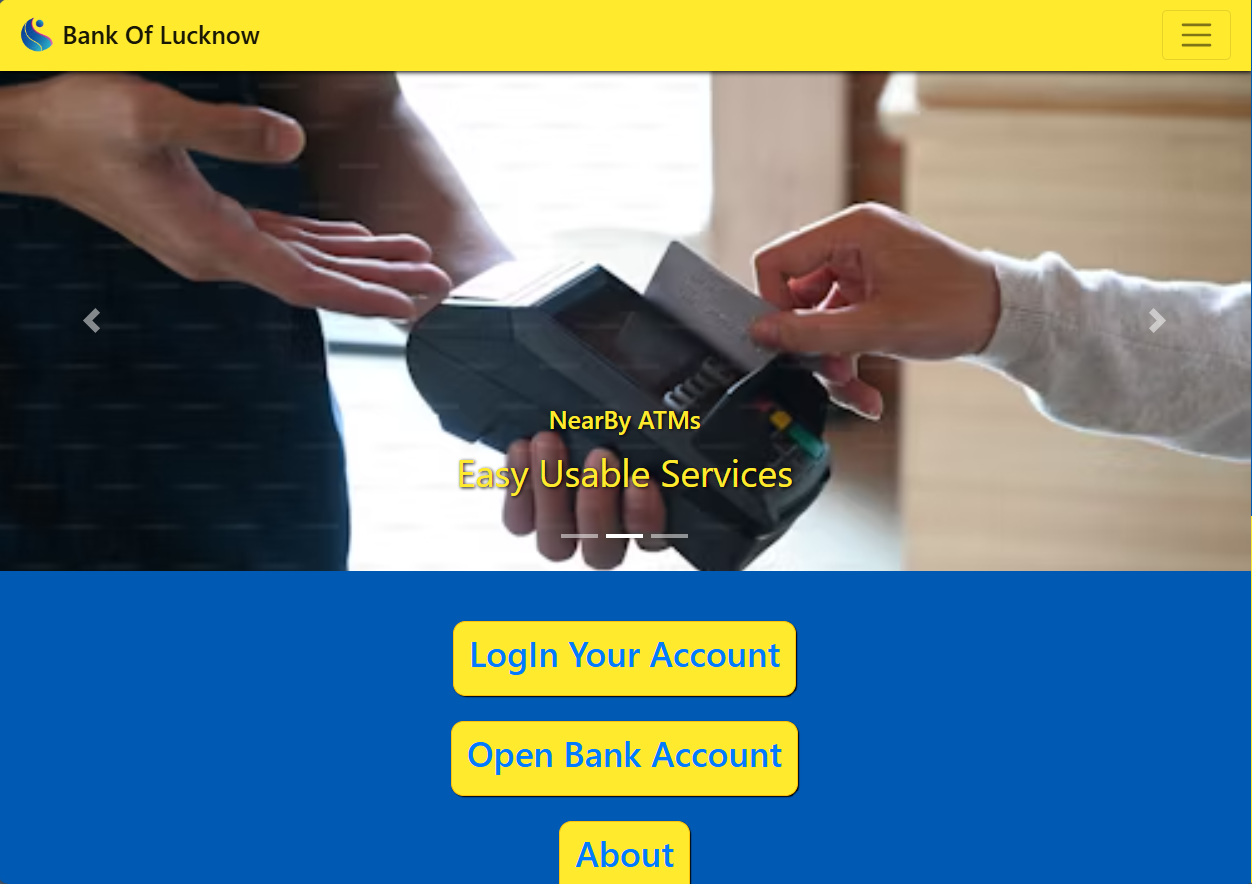 Bank Of Lucknow
NearBy ATMs
Easy Usable Services
LogIn Your Account
Open Bank Account
About